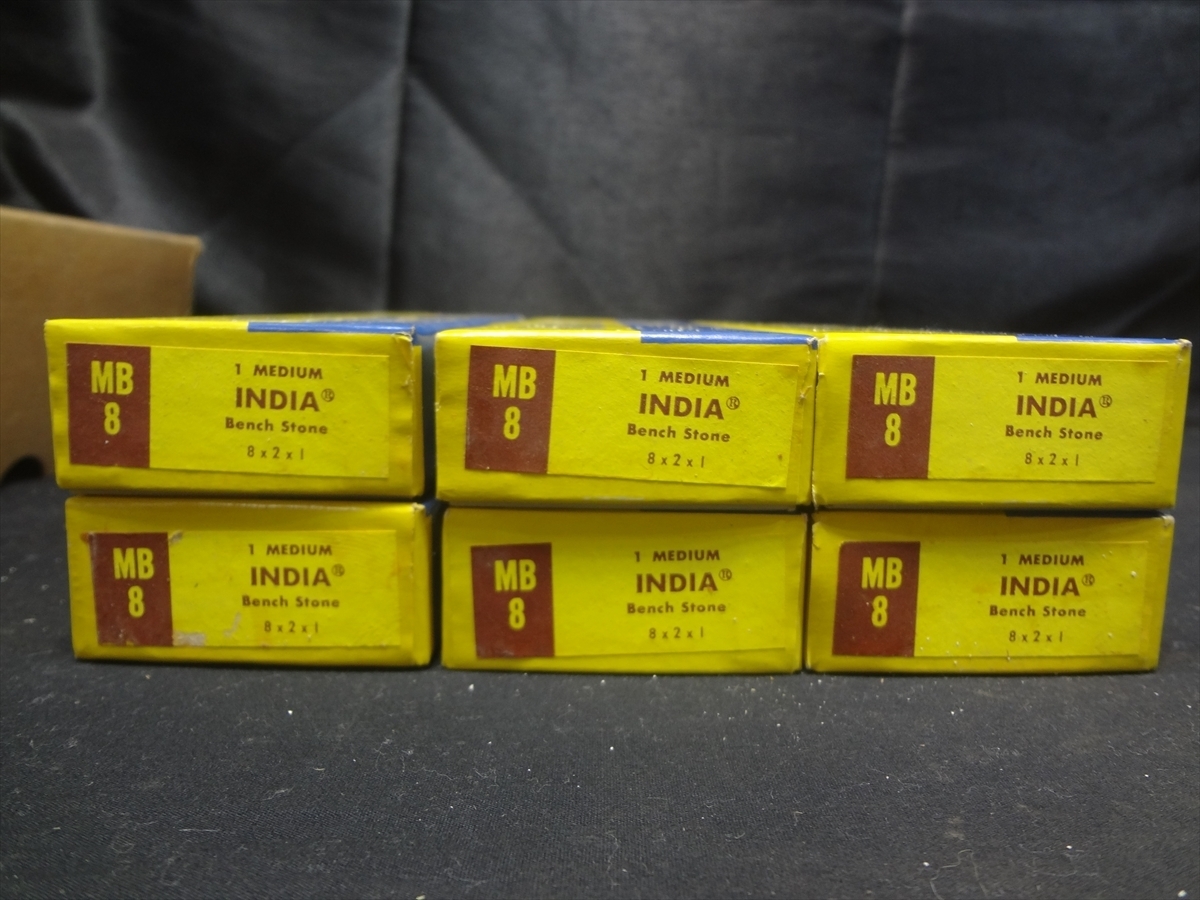 MB
8
1 MEDIUM
INDIA®
Bench Stone
8 x 2 x 1
MB
8
1 MEDIUM
INDIA®
Bench Stone
8 x 2 x 1
MB
8
1 MEDIUM
INDIA®
Bench Stone
8 x 2 x 1
MB
8
1 MEDIUM
INDIA®
Bench Stone
8 x 2 x 1
MB
8
1 MEDIUM
INDIA®
Bench Stone
8 x 2 x 1
MB
8
1 MEDIUM
INDIA®
Bench Stone
8 x 2 x 1